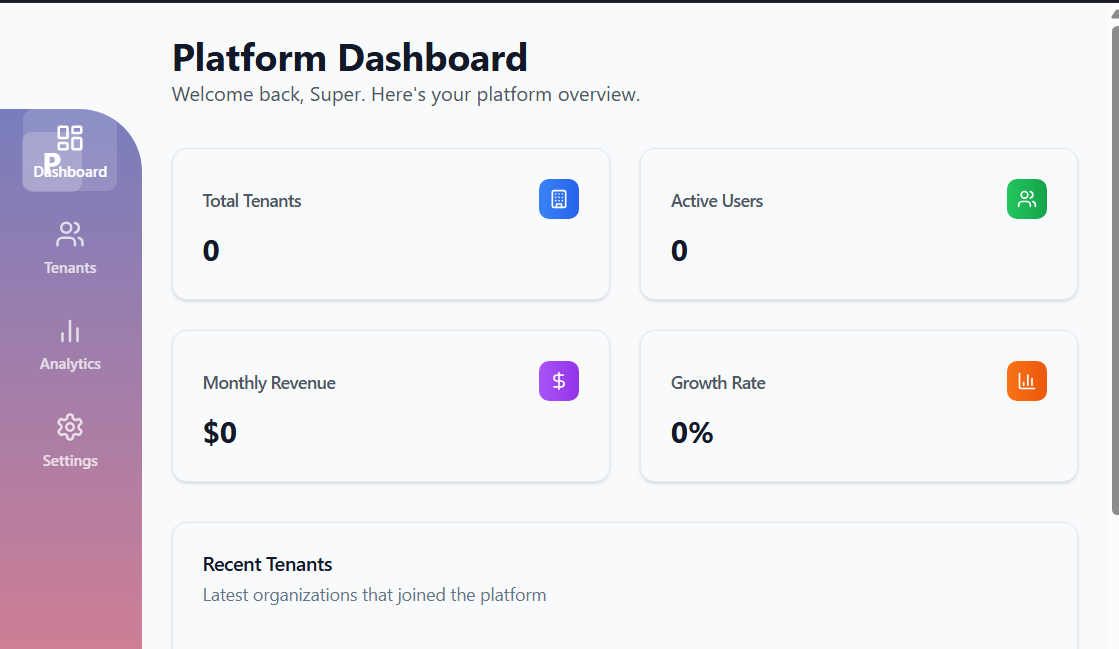 Platform Dashboard
Welcome back, Super. Here's your platform overview.
P
Dashboard
Tenants
Analytics
Settings
Total Tenants
0
Active Users
0
Monthly Revenue
$
$0
Growth Rate
0%
Recent Tenants
Latest organizations that joined the platform